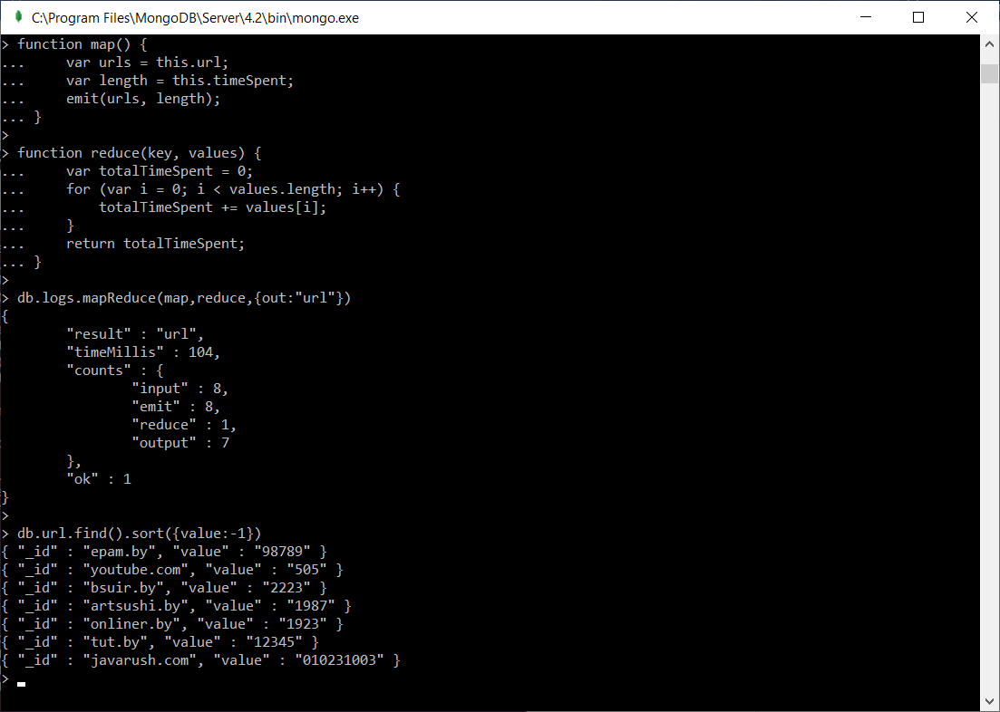 C:\Program Files\MongoDB\Server\4.2\bin\mongo.exe
> function map() {
...     var urls = this.url;
...     var length = this.timeSpent;
...     emit(urls, length);
... }
>
> function reduce(key, values) {
...     var totalTimeSpent = 0;
...     for (var i = 0; i < values.length; i++) {
...         totalTimeSpent += values[i];
...     }
...     return totalTimeSpent;
... }
>
> db.logs.mapReduce(map,reduce,{out:"url"})
{
        "result" : "url",
        "timeMillis" : 104,
        "counts" : {
                "input" : 8,
                "emit" : 8,
                "reduce" : 1,
                "output" : 7
        },
        "ok" : 1
}
>
> db.url.find().sort({value:-1})
{ "_id" : "epam.by", "value" : "98789" }
{ "_id" : "youtube.com", "value" : "505" }
{ "_id" : "bsuir.by", "value" : "2223" }
{ "_id" : "artsushi.by", "value" : "1987" }
{ "_id" : "onliner.by", "value" : "1923" }
{ "_id" : "tut.by", "value" : "12345" }
{ "_id" : "javarush.com", "value" : "010231003" }
>